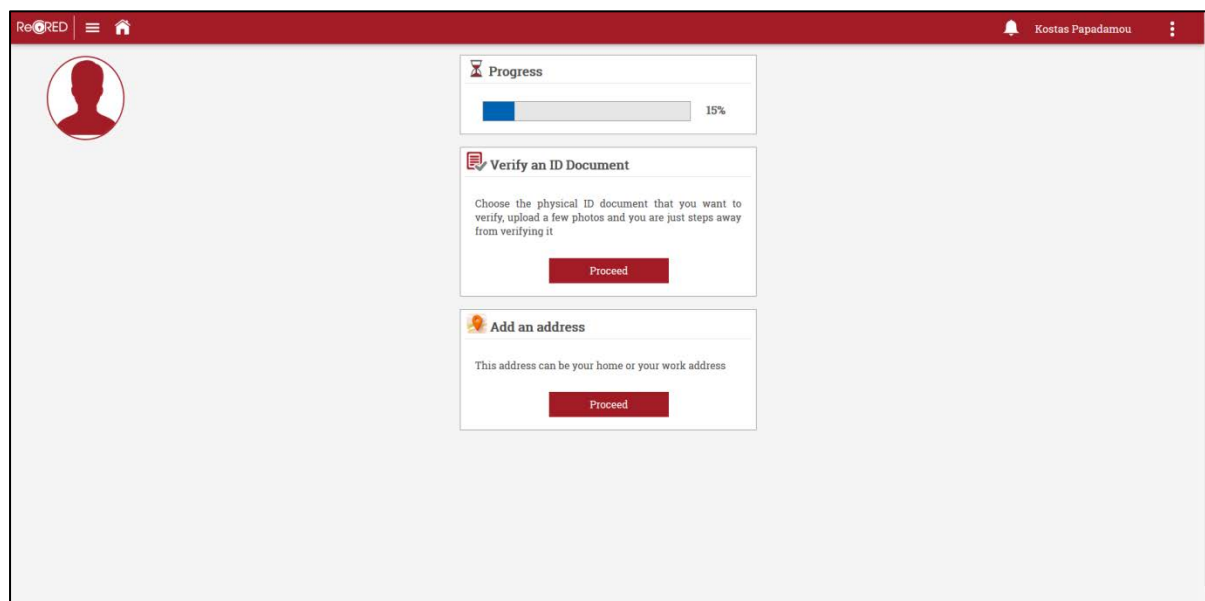 ReCRED
Kostas Papadamou
Progress
15%
Verify an ID Document
Choose the physical ID document that you want to
verify, upload a few photos and you are just steps away
from verifying it
Proceed
Add an address
This address can be your home or your work address
Proceed